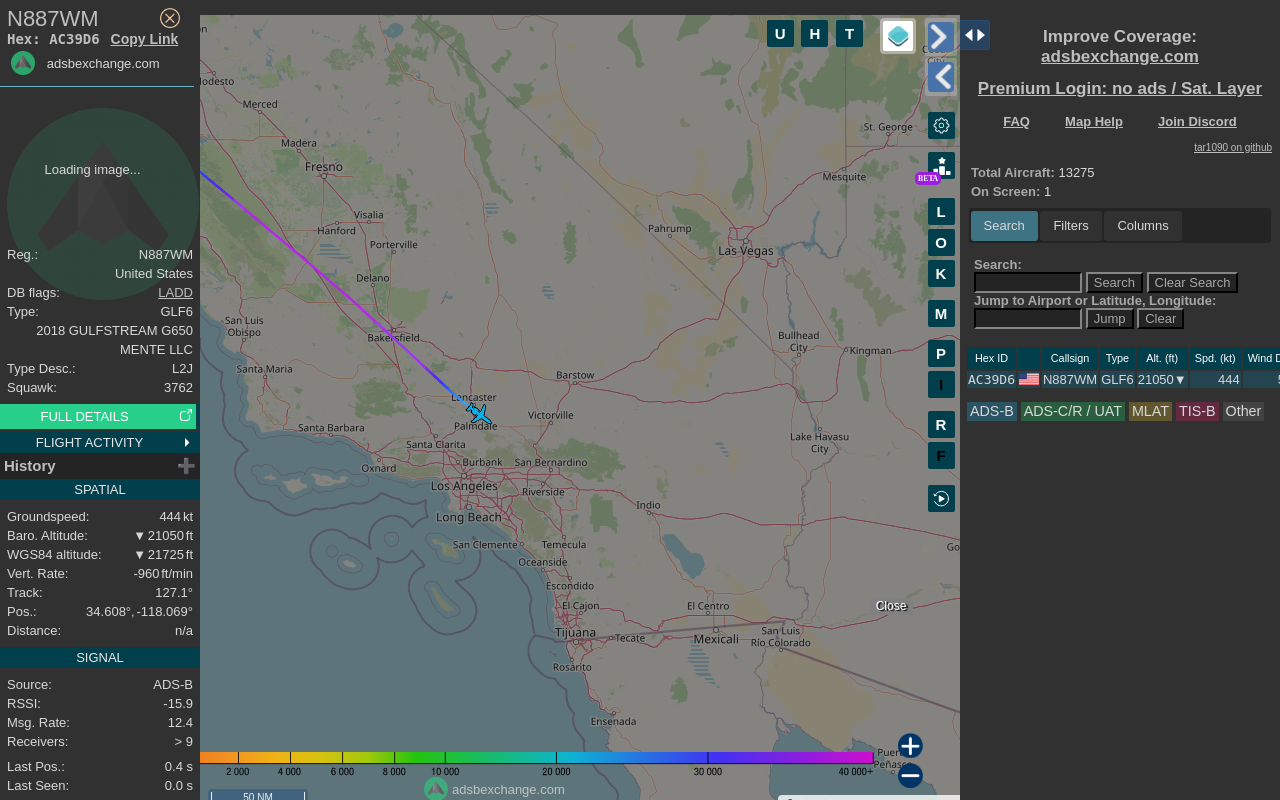 N887WM
Hex: AC39D6 Copy Link
adsbexchange.com
Loading image...
Reg.: N887WM
United States
DB flags: LADD
Type: GLF6
2018 GULFSTREAM G650
MENTE LLC
Type Desc.: L2J
Squawk: 3762
FULL DETAILS
FLIGHT ACTIVITY
History
SPATIAL
Groundspeed: 444 kt
Baro. Altitude: ▼ 21050 ft
WGS84 altitude: ▼ 21725 ft
Vert. Rate: -960 ft/min
Track: 127.1°
Pos.: 34.608°, -118.069°
Distance: n/a
SIGNAL
Source: ADS-B
RSSI: -15.9
Msg. Rate: 12.4
Receivers: > 9
Last Pos.: 0.4 s
Last Seen: 0.0 s
U H T
Modesto
Merced
Madera
Fresno
St. George
Mesquite
Visalia
Hanford
Porterville
Pahrump
Las Vegas
Delano
San Luis
Obispo
Bakersfield
Bullhead
City
Kingman
Santa Maria
Barstow
Lancaster
Palmdale
Victorville
Santa Barbara
Santa Clarita
Lake Havasu
City
Oxnard
Burbank
San Bernardino
Los Angeles
Riverside
Indio
Long Beach
San Clemente
Temecula
Oceanside
Escondido
El Cajon
El Centro
Tijuana
Tecate
Mexicali
San Luis
Río Colorado
Rosarito
Ensenada
Puerto
Peñasco
Go
Close
BETA
L
O
K
M
P
I
R
F
2 000 4 000 6 000 8 000 10 000 20 000 30 000 40 000+
adsbexchange.com
50 NM
Improve Coverage:
adsbexchange.com
Premium Login: no ads / Sat. Layer
FAQ Map Help Join Discord
tar1090 on github
Total Aircraft: 13275
On Screen: 1
Search Filters Columns
Search:
Search Clear Search
Jump to Airport or Latitude, Longitude:
Jump Clear
Hex ID Callsign Type Alt. (ft) Spd. (kt) Wind D
AC39D6 N887WM GLF6 21050▼ 444 5
ADS-B ADS-C/R / UAT MLAT TIS-B Other